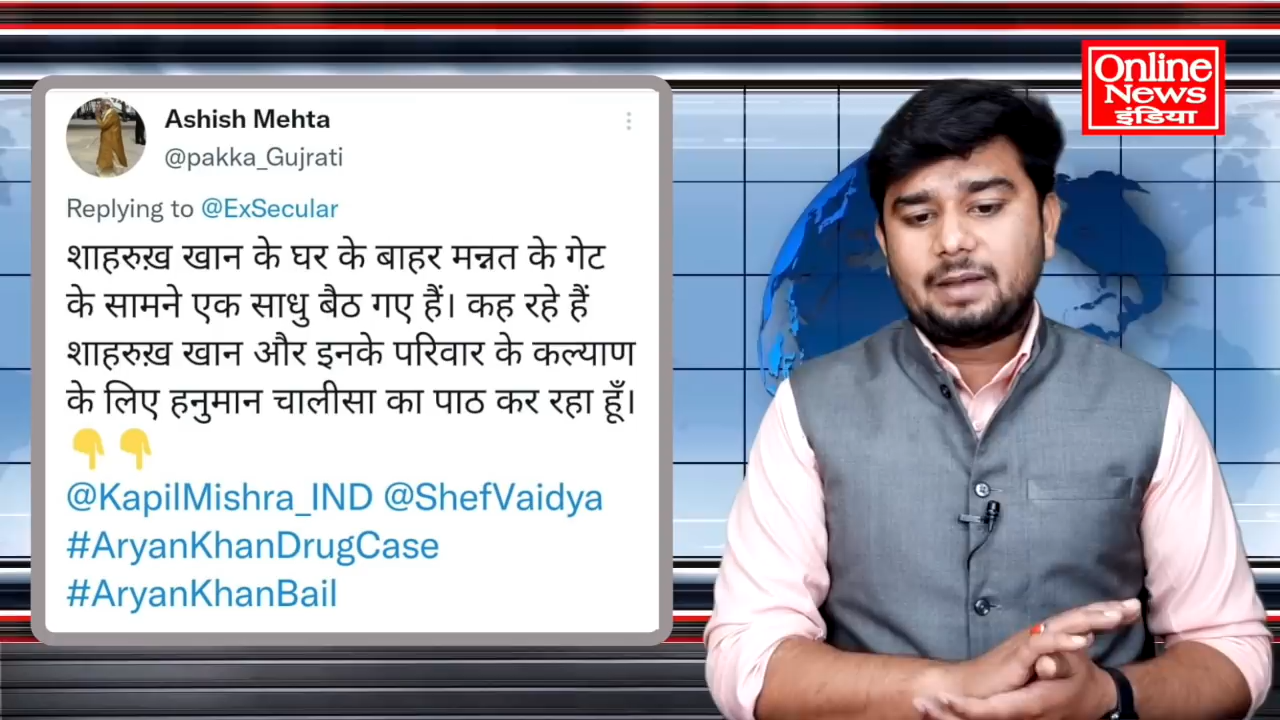 Ashish Mehta
@pakka_Gujrati
Replying to @ExSecular
शाहरुख़ खान के घर के बाहर मन्नत के गेट
के सामने एक साधु बैठ गए हैं। कह रहे हैं
शाहरुख़ खान और इनके परिवार के कल्याण
के लिए हनुमान चालीसा का पाठ कर रहा हूँ।
👇👇
@KapilMishra_IND @ShefVaidya
#AryanKhanDrugCase
#AryanKhanBail
Online
News
इंडिया